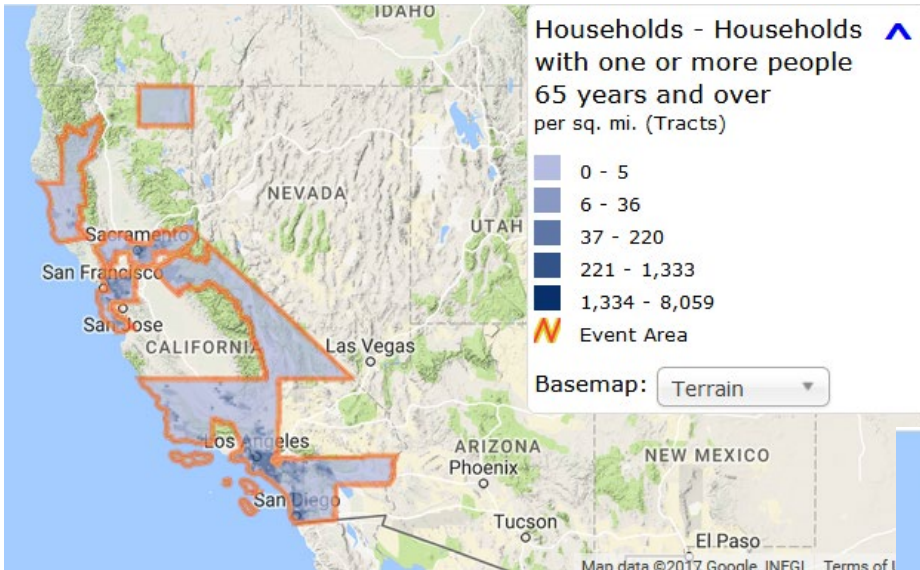 IDAHO
Households - Households
with one or more people
65 years and over
per sq. mi. (Tracts)
0 - 5
6 - 36
37 - 220
221 - 1,333
1,334 - 8,059
Event Area
Basemap: Terrain
NEVADA
UTAH
Sacramento
San Francisco
San Jose
CALIFORNIA
Las Vegas
Los Angeles
ARIZONA
NEW MEXICO
Phoenix
San Diego
Tucson
El Paso
Map data ©2017 Google, INEGI Terms of